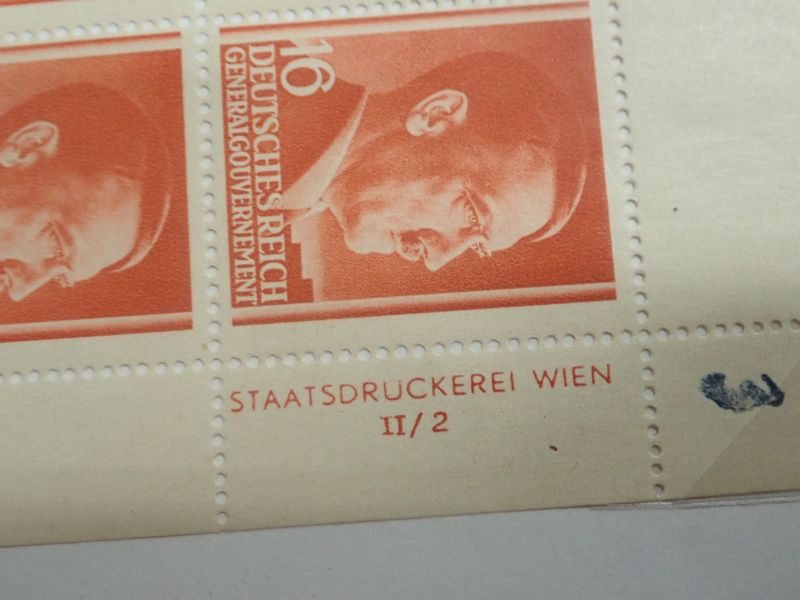 16
DEUTSCHES REICH
GENERALGOUVERNEMENT
STAATSDRUCKEREI WIEN
II/2